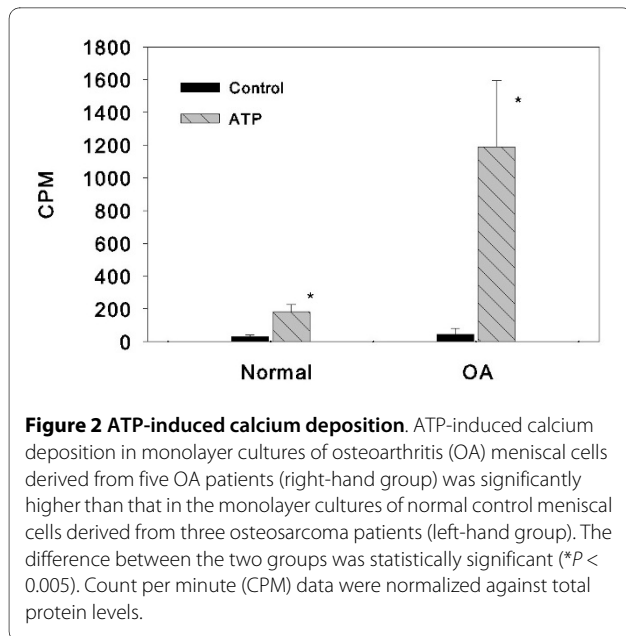 1800
1600
1400
1200
1000
800
600
400
200
0
CPM
Control
ATP
*
*
Normal
OA
Figure 2 ATP-induced calcium deposition. ATP-induced calcium
deposition in monolayer cultures of osteoarthritis (OA) meniscal cells
derived from five OA patients (right-hand group) was significantly
higher than that in the monolayer cultures of normal control meniscal
cells derived from three osteosarcoma patients (left-hand group). The
difference between the two groups was statistically significant (*P <
0.005). Count per minute (CPM) data were normalized against total
protein levels.